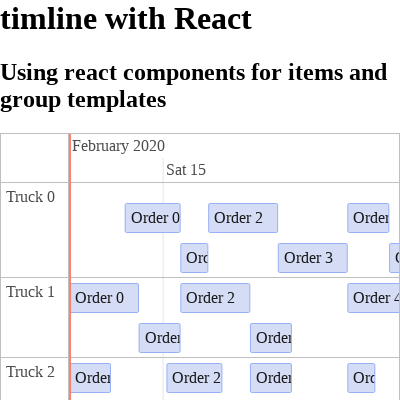 timline with React
Using react components for items and
group templates
February 2020
Sat 15
Truck 0
Order 0
Order 2
Order
Order 3
Truck 1
Order 0
Order 2
Order 4
Order
Order
Truck 2
Order
Order 2
Order